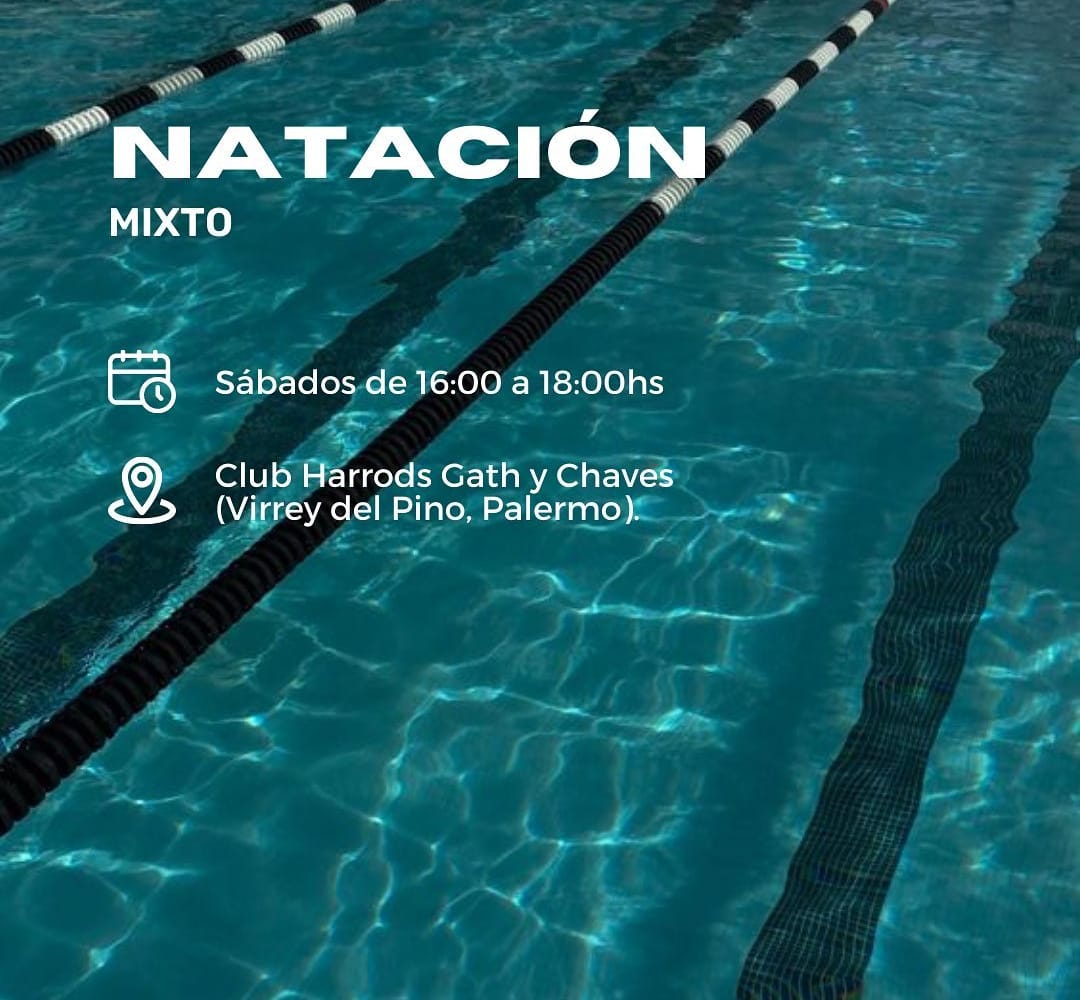 NATACIÓN
MIXTO
Sábados de 16:00 a 18:00hs
Club Harrods Gath y Chaves
(Virrey del Pino, Palermo).